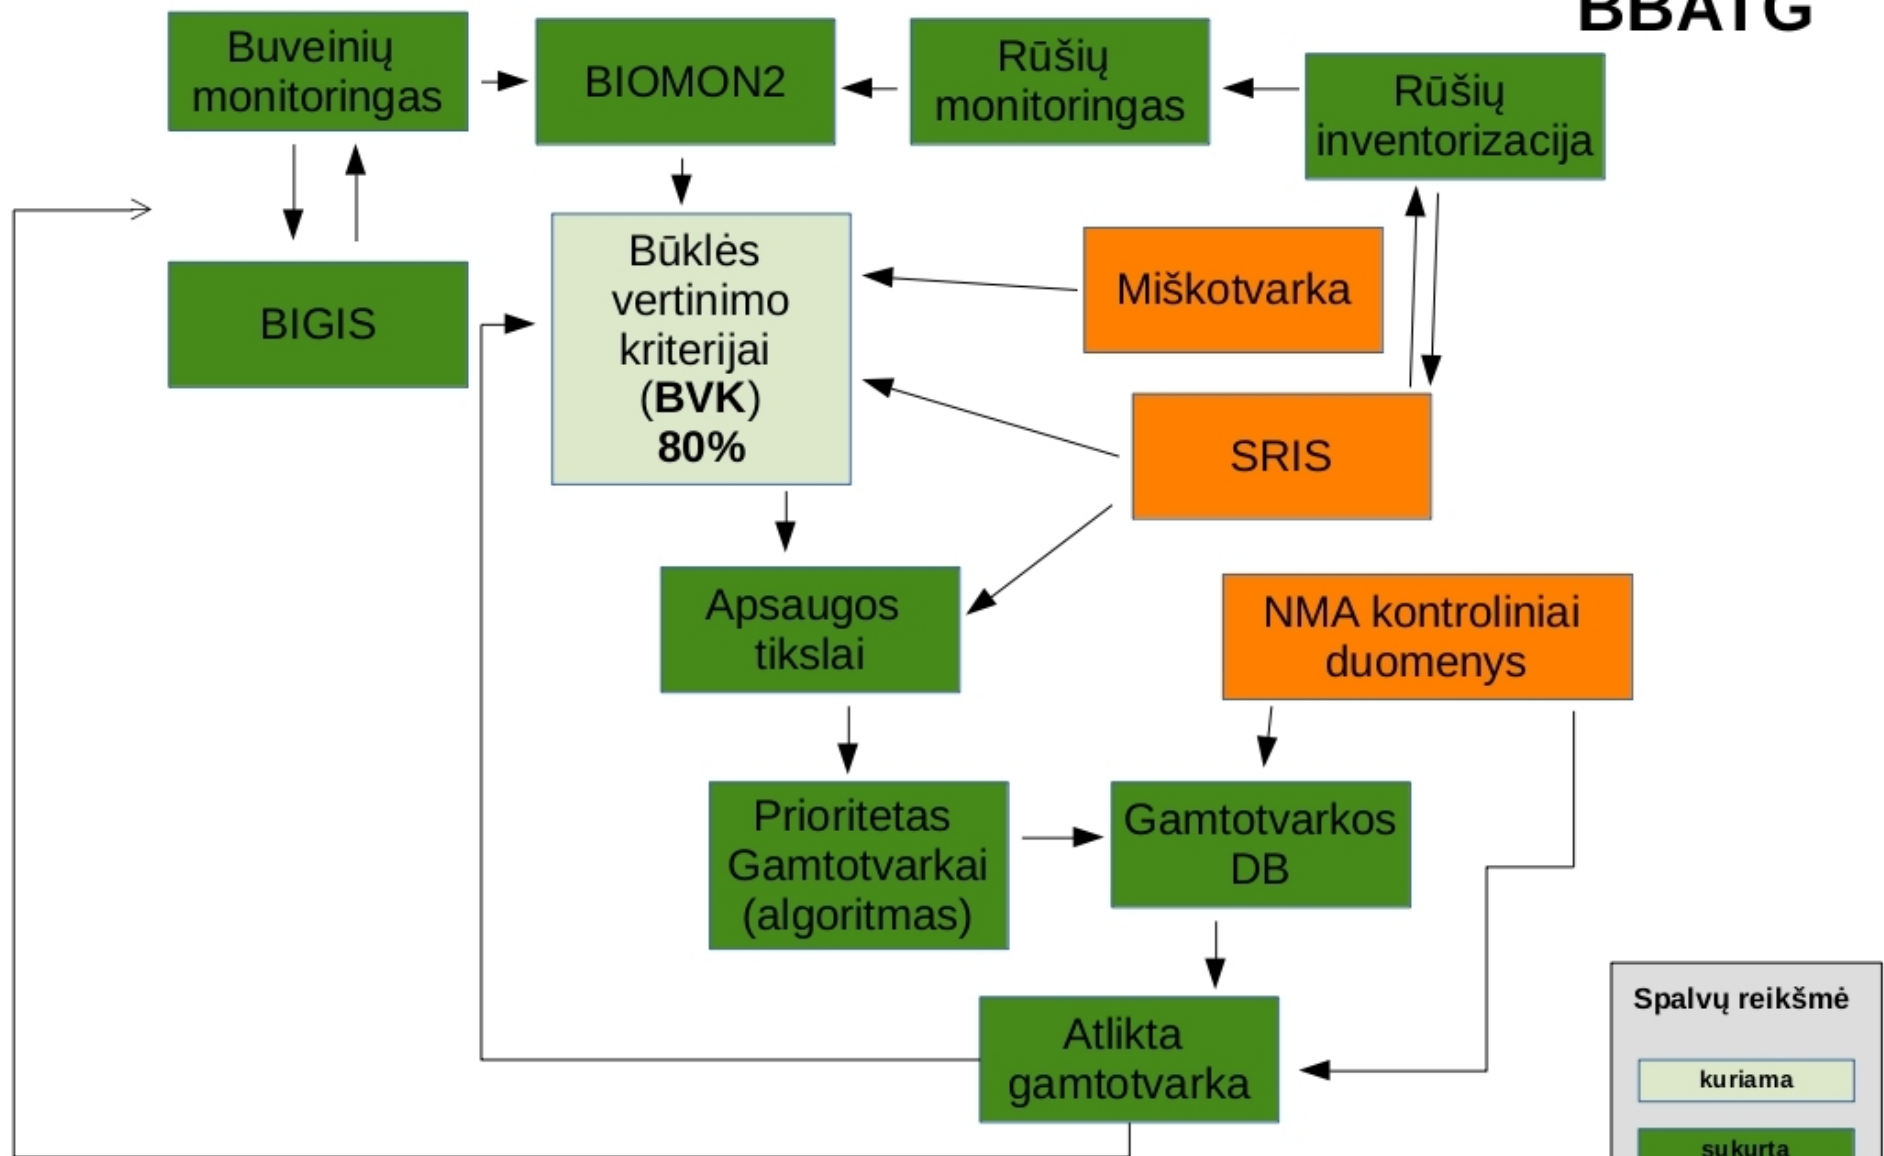 BBATG
Buveinių
monitoringas
BIOMON2
Rūšių
monitoringas
Rūšių
inventorizacija
BIGIS
Būklės
vertinimo
kriterijai
(BVK)
80%
Miškotvarka
SRIS
Apsaugos
tikslai
NMA kontroliniai
duomenys
Prioritetas
Gamtotvarkai
(algoritmas)
Gamtotvarkos
DB
Atlikta
gamtotvarka
Spalvų reikšmė
kuriama
sukurta